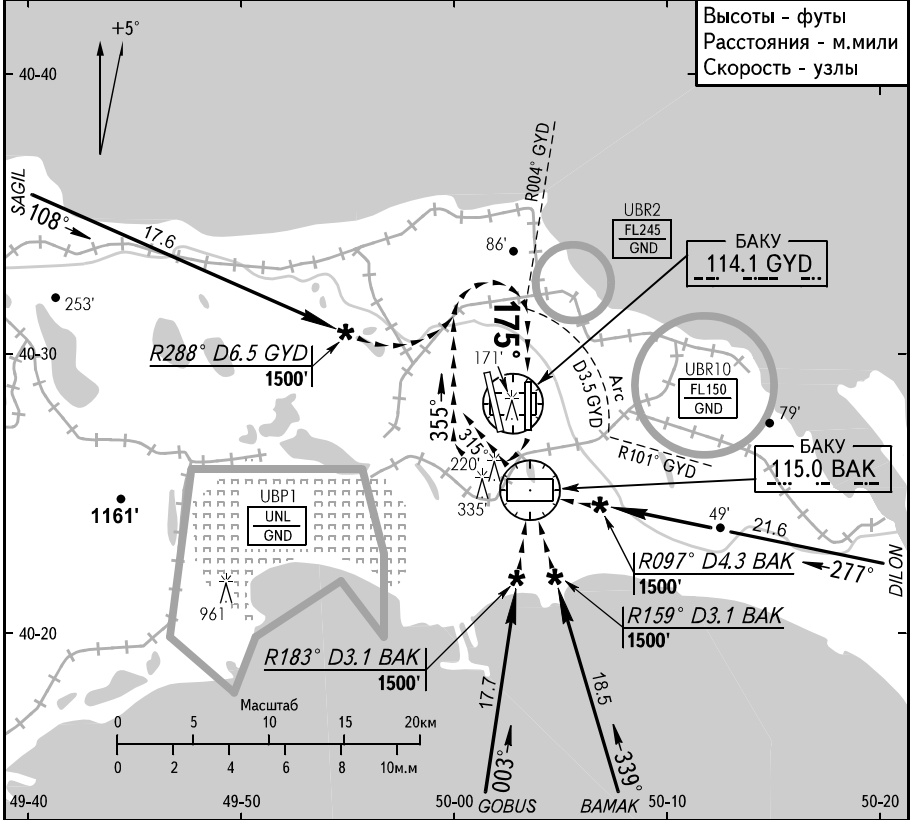 Высоты - футы
Расстояния - м.мили
Скорость - узлы
+5°
40-40
SAGIL
108°
17.6
R004° GYD
UBR2
FL245
GND
86'
БАКУ
114.1 GYD
253'
175°
40-30
R288° D6.5 GYD
1500'
171'
Arc
D3.5 GYD
UBR10
FL150
GND
79'
355°
315°
R101° GYD
220'
335'
БАКУ
115.0 BAK
UBP1
UNL
GND
1161'
49'
21.6
R097° D4.3 BAK
1500'
277°
DILON
961'
R159° D3.1 BAK
1500'
40-20
R183° D3.1 BAK
1500'
17.7
18.5
Масштаб
0 5 10 15 20км
0 2 4 6 8 10м.м
003°
339°
49-40 49-50 50-00 GOBUS BAMAK 50-10 50-20